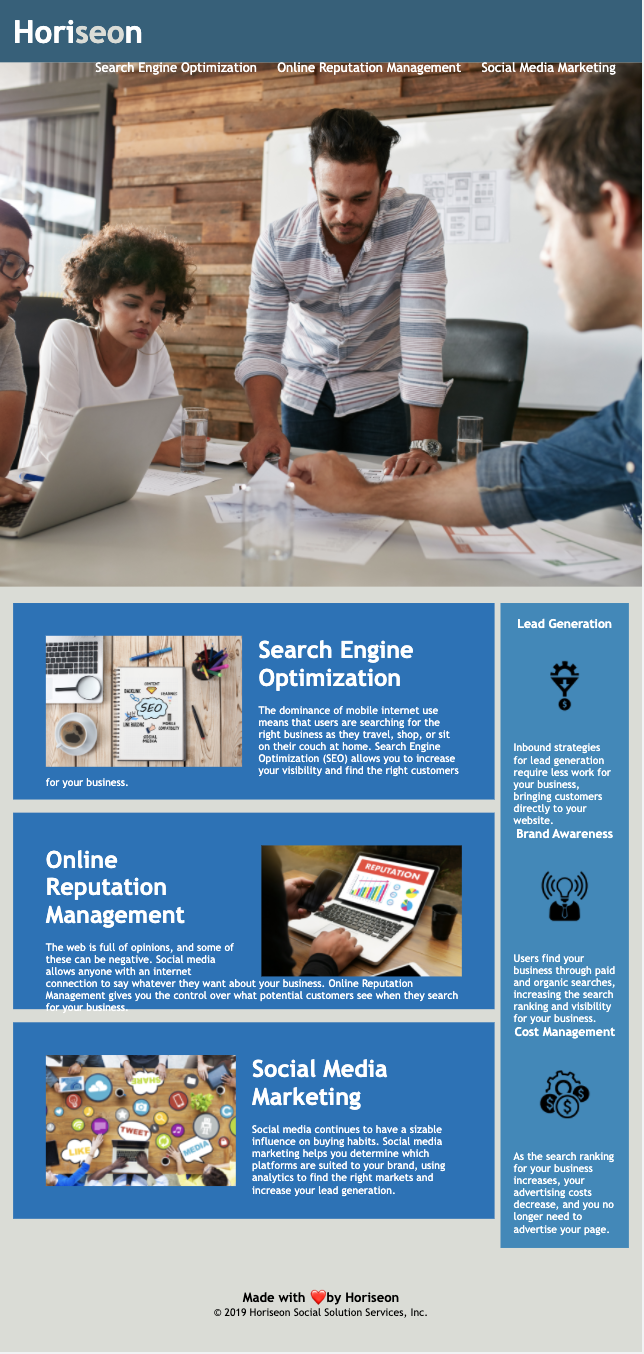 Horiseon
Search Engine Optimization
Online Reputation Management
Social Media Marketing
SEO
CONTENT
BACKLINK
LINK BUILDING
SOCIAL
MEDIA
Search Engine
Optimization
The dominance of mobile internet use
means that users are searching for the
right business as they travel, shop, or sit
on their couch at home. Search Engine
Optimization (SEO) allows you to increase
your visibility and find the right customers
for your business.
Online
Reputation
Management
REPUTATION
The web is full of opinions, and some of
these can be negative. Social media
allows anyone with an internet
connection to say whatever they want about your business. Online Reputation
Management gives you the control over what potential customers see when they search
for your business.
SHARE
TWEET
LIKE
MEDIA
Social Media
Marketing
Social media continues to have a sizable
influence on buying habits. Social media
marketing helps you determine which
platforms are suited to your brand, using
analytics to find the right markets and
increase your lead generation.
Lead Generation
$
Inbound strategies
for lead generation
require less work for
your business,
bringing customers
directly to your
website.
Brand Awareness
Users find your
business through paid
and organic searches,
increasing the search
ranking and visibility
for your business.
Cost Management
$
$
$
As the search ranking
for your business
increases, your
advertising costs
decrease, and you no
longer need to
advertise your page.
Made with ❤️by Horiseon
© 2019 Horiseon Social Solution Services, Inc.